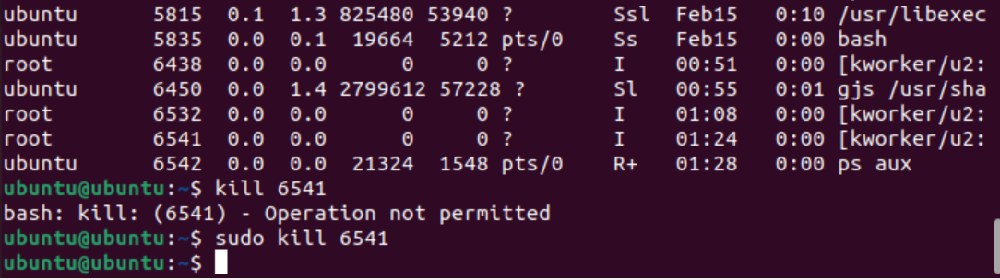 ubuntu 5815 0.1 1.3 825480 53940 ? Ssl Feb15 0:10 /usr/libexec
ubuntu 5835 0.0 0.1 19664 5212 pts/0 Ss Feb15 0:00 bash
root 6438 0.0 0.0 0 0 ? I 00:51 0:00 [kworker/u2:
ubuntu 6450 0.0 1.4 2799612 57228 ? Sl 00:55 0:01 gjs /usr/sha
root 6532 0.0 0.0 0 0 ? I 01:08 0:00 [kworker/u2:
root 6541 0.0 0.0 0 0 ? I 01:24 0:00 [kworker/u2:
ubuntu 6542 0.0 0.0 21324 1548 pts/0 R+ 01:28 0:00 ps aux
ubuntu@ubuntu:~$ kill 6541
bash: kill: (6541) - Operation not permitted
ubuntu@ubuntu:~$ sudo kill 6541
ubuntu@ubuntu:~$